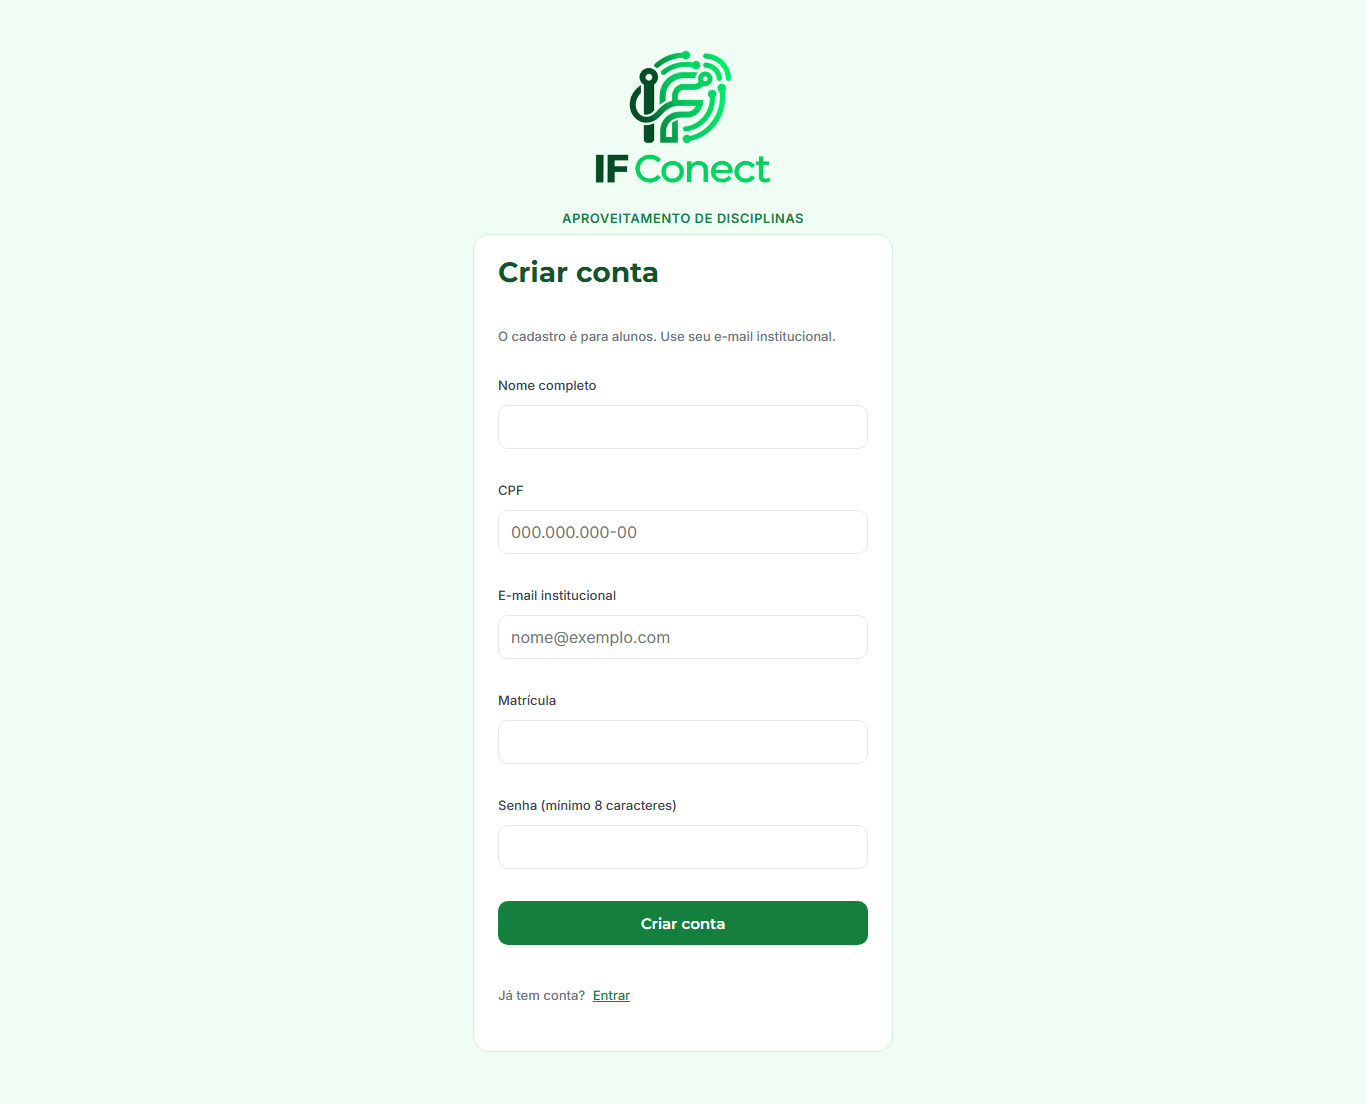 IF Conect
APROVEITAMENTO DE DISCIPLINAS
Criar conta
O cadastro é para alunos. Use seu e-mail institucional.
Nome completo
CPF
000.000.000-00
E-mail institucional
nome@exemplo.com
Matrícula
Senha (mínimo 8 caracteres)
Criar conta
Já tem conta? Entrar